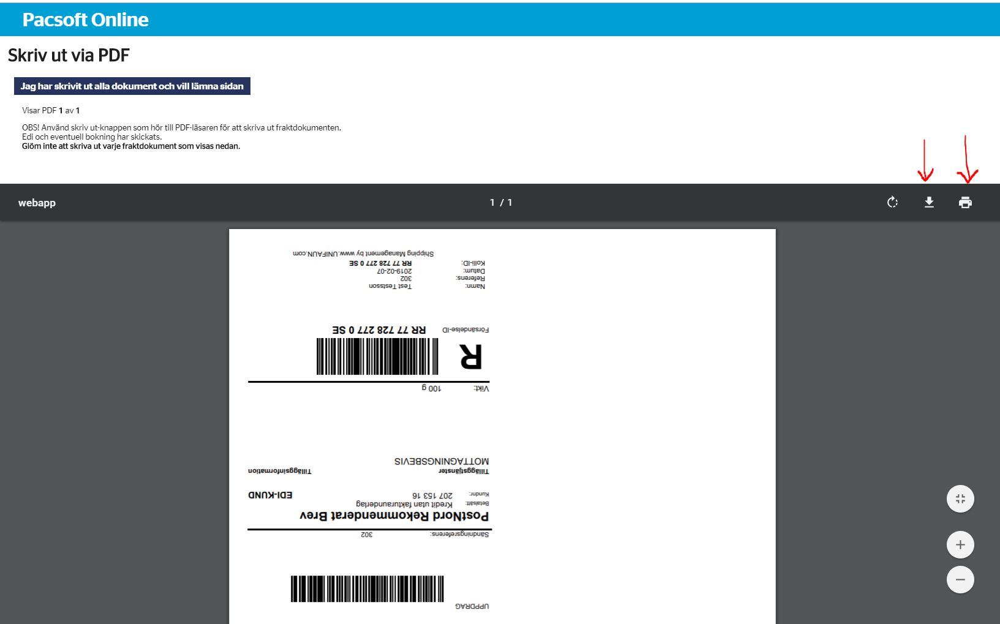 Pacsoft Online
Skriv ut via PDF
Jag har skrivit ut alla dokument och vill lämna sidan
Visar PDF 1 av 1
OBS! Använd skriv ut-knappen som hör till PDF-läsaren för att skriva ut fraktdokumenten.
Edi och eventuell bokning har skickats.
Glöm inte att skriva ut varje fraktdokument som visas nedan.
webapp
1 / 1
Shipping Management by www.UNIFAUN.com
Kolli-ID: RR 77 728 277 0 SE
Datum: 2019-02-07
Referens: 302
Namn: Test Testsson
Försändelse-ID RR 77 728 277 0 SE
R
Vikt: 100 g
MOTTAGNINGSBEVIS
Tilläggstjänster Tilläggsinformation
Kundnr: 207 153 16 EDI-KUND
Betalsätt: Kredit utan fakturaunderlag
PostNord Rekommenderat Brev
Sändningsreferens: 302
UPPDRAG